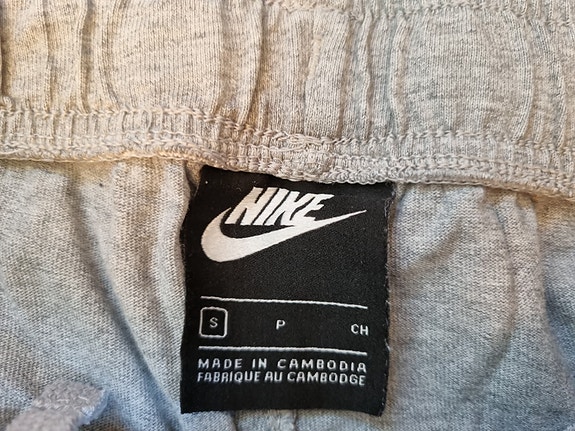 NIKE
S P CH
MADE IN CAMBODIA
FABRIQUE AU CAMBODGE